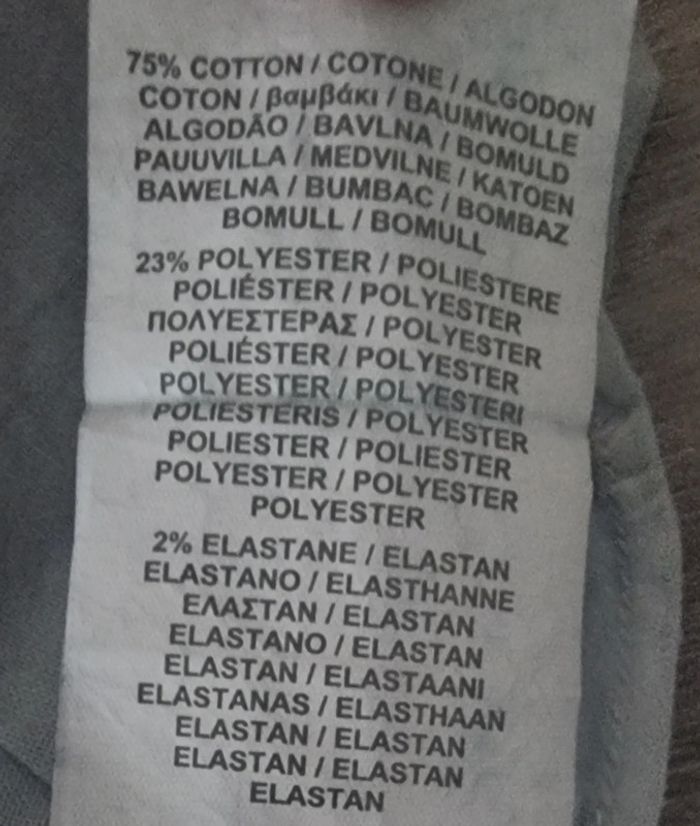 75% COTTON / COTONE / ALGODON
COTON / βαμβάκι / BAUMWOLLE
ALGODÃO / BAVLNA / BOMULD
PAUUVILLA / MEDVILNE / KATOEN
BAWELNA / BUMBAC / BOMBAZ
BOMULL / BOMULL
23% POLYESTER / POLIESTERE
POLIÉSTER / POLYESTER
ΠΟΛΥΕΣΤΕΡΑΣ / POLYESTER
POLIÉSTER / POLYESTER
POLYESTER / POLYESTERI
POLIESTERIS / POLYESTER
POLIESTER / POLIESTER
POLYESTER / POLYESTER
POLYESTER
2% ELASTANE / ELASTAN
ELASTANO / ELASTHANNE
ΕΛΑΣΤΑΝ / ELASTAN
ELASTANO / ELASTAN
ELASTAN / ELASTAANI
ELASTANAS / ELASTHAAN
ELASTAN / ELASTAN
ELASTAN / ELASTAN
ELASTAN